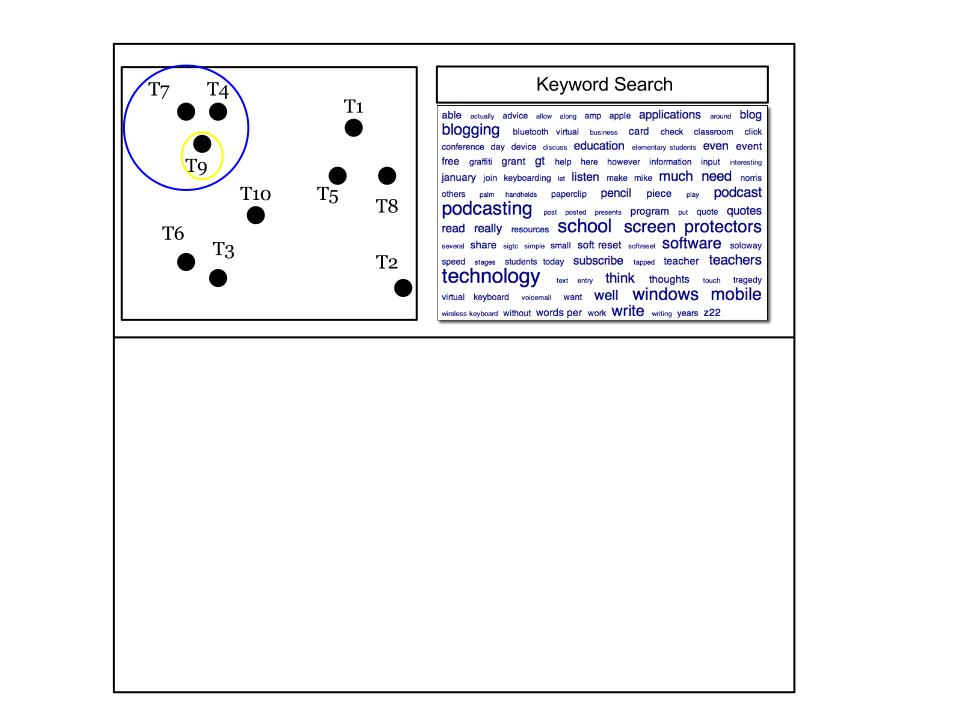 T7 T4
T1
T9
T5
T8
T10
T6
T3
T2
Keyword Search
able actually advice allow along amp apple applications around blog
blogging bluetooth virtual business card check classroom click
conference day device discuss education elementary students even event
free graffiti grant gt help here however information input interesting
january join keyboarding let listen make mike much need norris
others palm handhelds paperclip pencil piece play podcast
podcasting post posted presents program put quote quotes
read really resources school screen protectors
several share sigtc simple small soft reset softreset software soloway
speed stages students today subscribe tapped teacher teachers
technology text entry think thoughts touch tragedy
virtual keyboard voicemail want well windows mobile
wireless keyboard without words per work write writing years z22